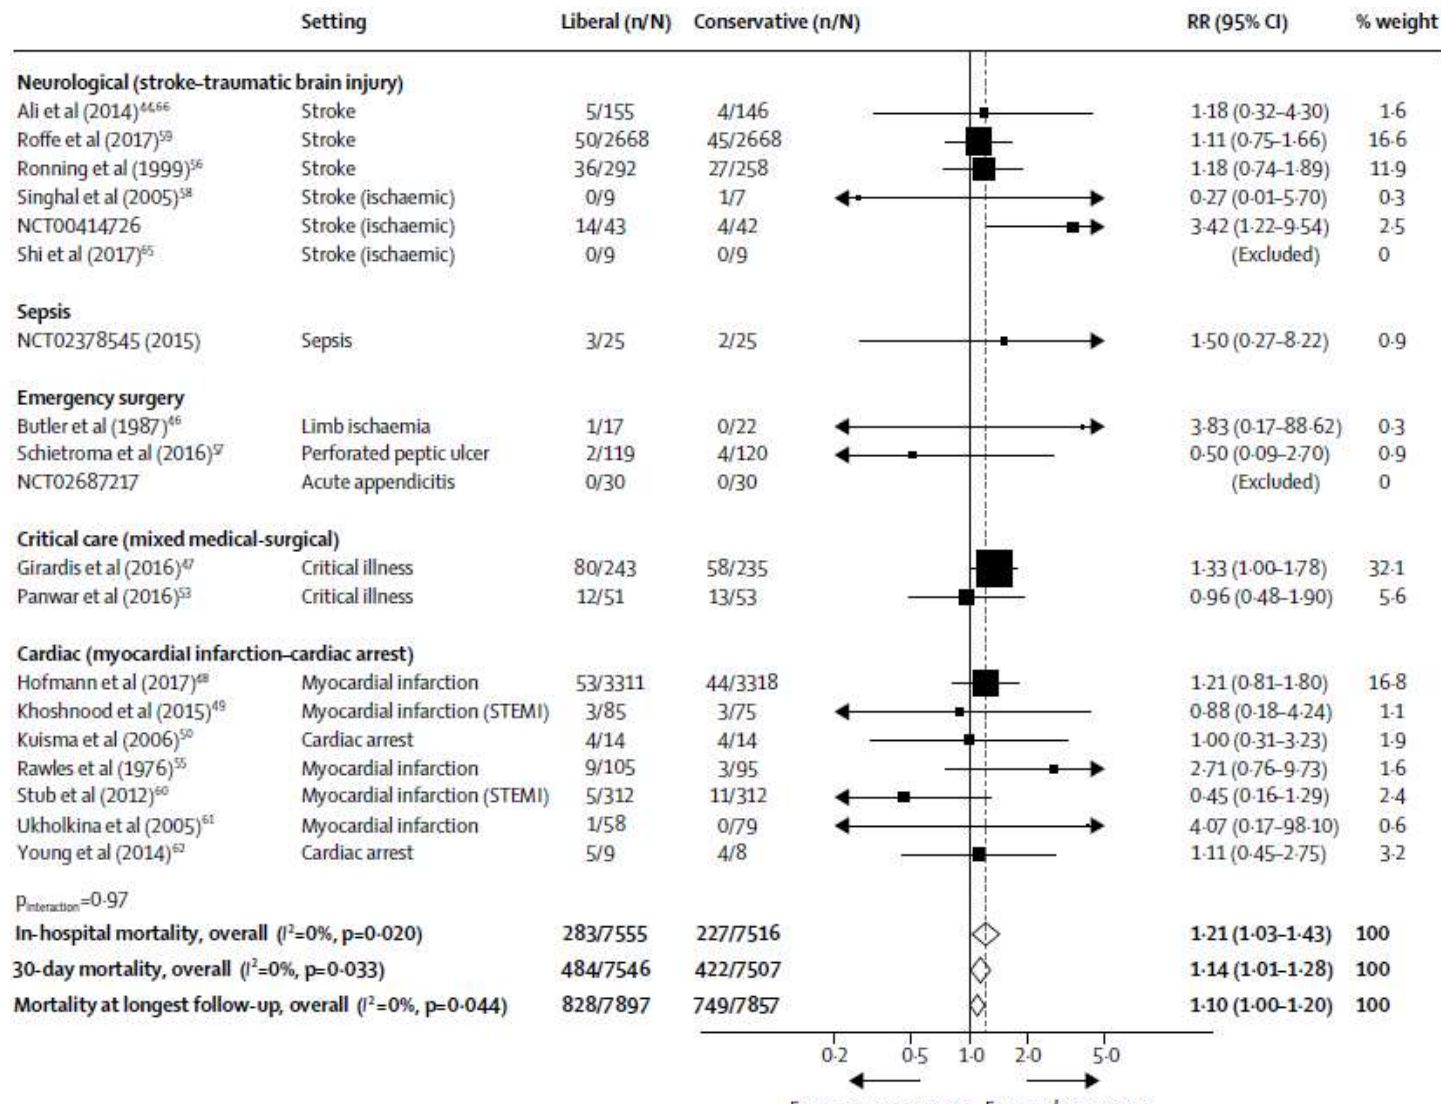 Setting Liberal (n/N) Conservative (n/N) RR (95% CI) % weight
Neurological (stroke–traumatic brain injury)
Ali et al (2014)44,66 Stroke 5/155 4/146 1·18 (0·32–4·30) 1·6
Roffe et al (2017)59 Stroke 50/2668 45/2668 1·11 (0·75–1·66) 16·6
Ronning et al (1999)56 Stroke 36/292 27/258 1·18 (0·74–1·89) 11·9
Singhal et al (2005)58 Stroke (ischaemic) 0/9 1/7 0·27 (0·01–5·70) 0·3
NCT00414726 Stroke (ischaemic) 14/43 4/42 3·42 (1·22–9·54) 2·5
Shi et al (2017)65 Stroke (ischaemic) 0/9 0/9 (Excluded) 0
Sepsis
NCT02378545 (2015) Sepsis 3/25 2/25 1·50 (0·27–8·22) 0·9
Emergency surgery
Butler et al (1987)46 Limb ischaemia 1/17 0/22 3·83 (0·17–88·62) 0·3
Schietroma et al (2016)57 Perforated peptic ulcer 2/119 4/120 0·50 (0·09–2·70) 0·9
NCT02687217 Acute appendicitis 0/30 0/30 (Excluded) 0
Critical care (mixed medical-surgical)
Girardis et al (2016)47 Critical illness 80/243 58/235 1·33 (1·00–1·78) 32·1
Panwar et al (2016)53 Critical illness 12/51 13/53 0·96 (0·48–1·90) 5·6
Cardiac (myocardial infarction–cardiac arrest)
Hofmann et al (2017)48 Myocardial infarction 53/3311 44/3318 1·21 (0·81–1·80) 16·8
Khoshnood et al (2015)49 Myocardial infarction (STEMI) 3/85 3/75 0·88 (0·18–4·24) 1·1
Kuisma et al (2006)50 Cardiac arrest 4/14 4/14 1·00 (0·31–3·23) 1·9
Rawles et al (1976)55 Myocardial infarction 9/105 3/95 2·71 (0·76–9·73) 1·6
Stub et al (2012)60 Myocardial infarction (STEMI) 5/312 11/312 0·45 (0·16–1·29) 2·4
Ukholkina et al (2005)61 Myocardial infarction 1/58 0/79 4·07 (0·17–98·10) 0·6
Young et al (2014)62 Cardiac arrest 5/9 4/8 1·11 (0·45–2·75) 3·2
pinteraction=0·97
In-hospital mortality, overall (I²=0%, p=0·020) 283/7555 227/7516 1·21 (1·03–1·43) 100
30-day mortality, overall (I²=0%, p=0·033) 484/7546 422/7507 1·14 (1·01–1·28) 100
Mortality at longest follow-up, overall (I²=0%, p=0·044) 828/7897 749/7857 1·10 (1·00–1·20) 100
0·2 0·5 1·0 2·0 5·0